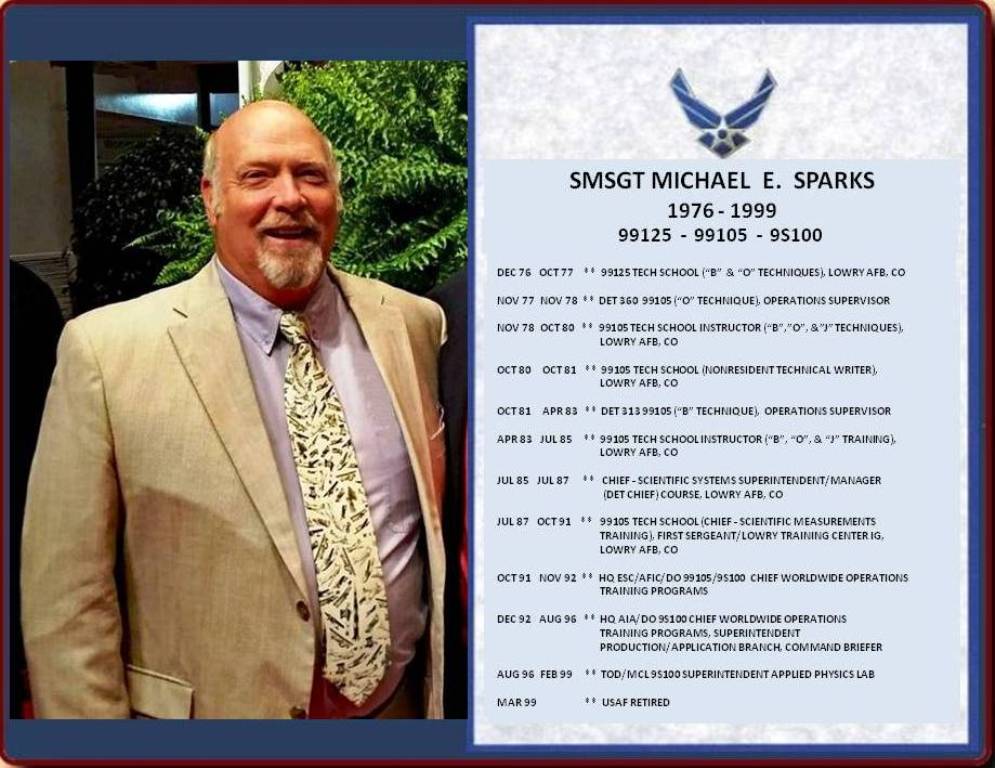 SMSGT MICHAEL E. SPARKS
1976 - 1999
99125 - 99105 - 9S100
DEC 76 OCT 77 ** 99125 TECH SCHOOL ("B" & "O" TECHNIQUES), LOWRY AFB, CO
NOV 77 NOV 78 ** DET 360 99105 ("O" TECHNIQUE), OPERATIONS SUPERVISOR
NOV 78 OCT 80 ** 99105 TECH SCHOOL INSTRUCTOR ("B","O", &"J" TECHNIQUES),
LOWRY AFB, CO
OCT 80 OCT 81 ** 99105 TECH SCHOOL (NONRESIDENT TECHNICAL WRITER),
LOWRY AFB, CO
OCT 81 APR 83 ** DET 313 99105 ("B" TECHNIQUE), OPERATIONS SUPERVISOR
APR 83 JUL 85 ** 99105 TECH SCHOOL INSTRUCTOR ("B", "O", & "J" TRAINING),
LOWRY AFB, CO
JUL 85 JUL 87 ** CHIEF - SCIENTIFIC SYSTEMS SUPERINTENDENT/MANAGER
(DET CHIEF) COURSE, LOWRY AFB, CO
JUL 87 OCT 91 ** 99105 TECH SCHOOL (CHIEF - SCIENTIFIC MEASUREMENTS
TRAINING), FIRST SERGEANT/LOWRY TRAINING CENTER IG,
LOWRY AFB, CO
OCT 91 NOV 92 ** HQ ESC/AFIC/DO 99105/9S100 CHIEF WORLDWIDE OPERATIONS
TRAINING PROGRAMS
DEC 92 AUG 96 ** HQ AIA/DO 9S100 CHIEF WORLDWIDE OPERATIONS
TRAINING PROGRAMS, SUPERINTENDENT
PRODUCTION/APPLICATION BRANCH, COMMAND BRIEFER
AUG 96 FEB 99 ** TOD/MCL 9S100 SUPERINTENDENT APPLIED PHYSICS LAB
MAR 99 ** USAF RETIRED